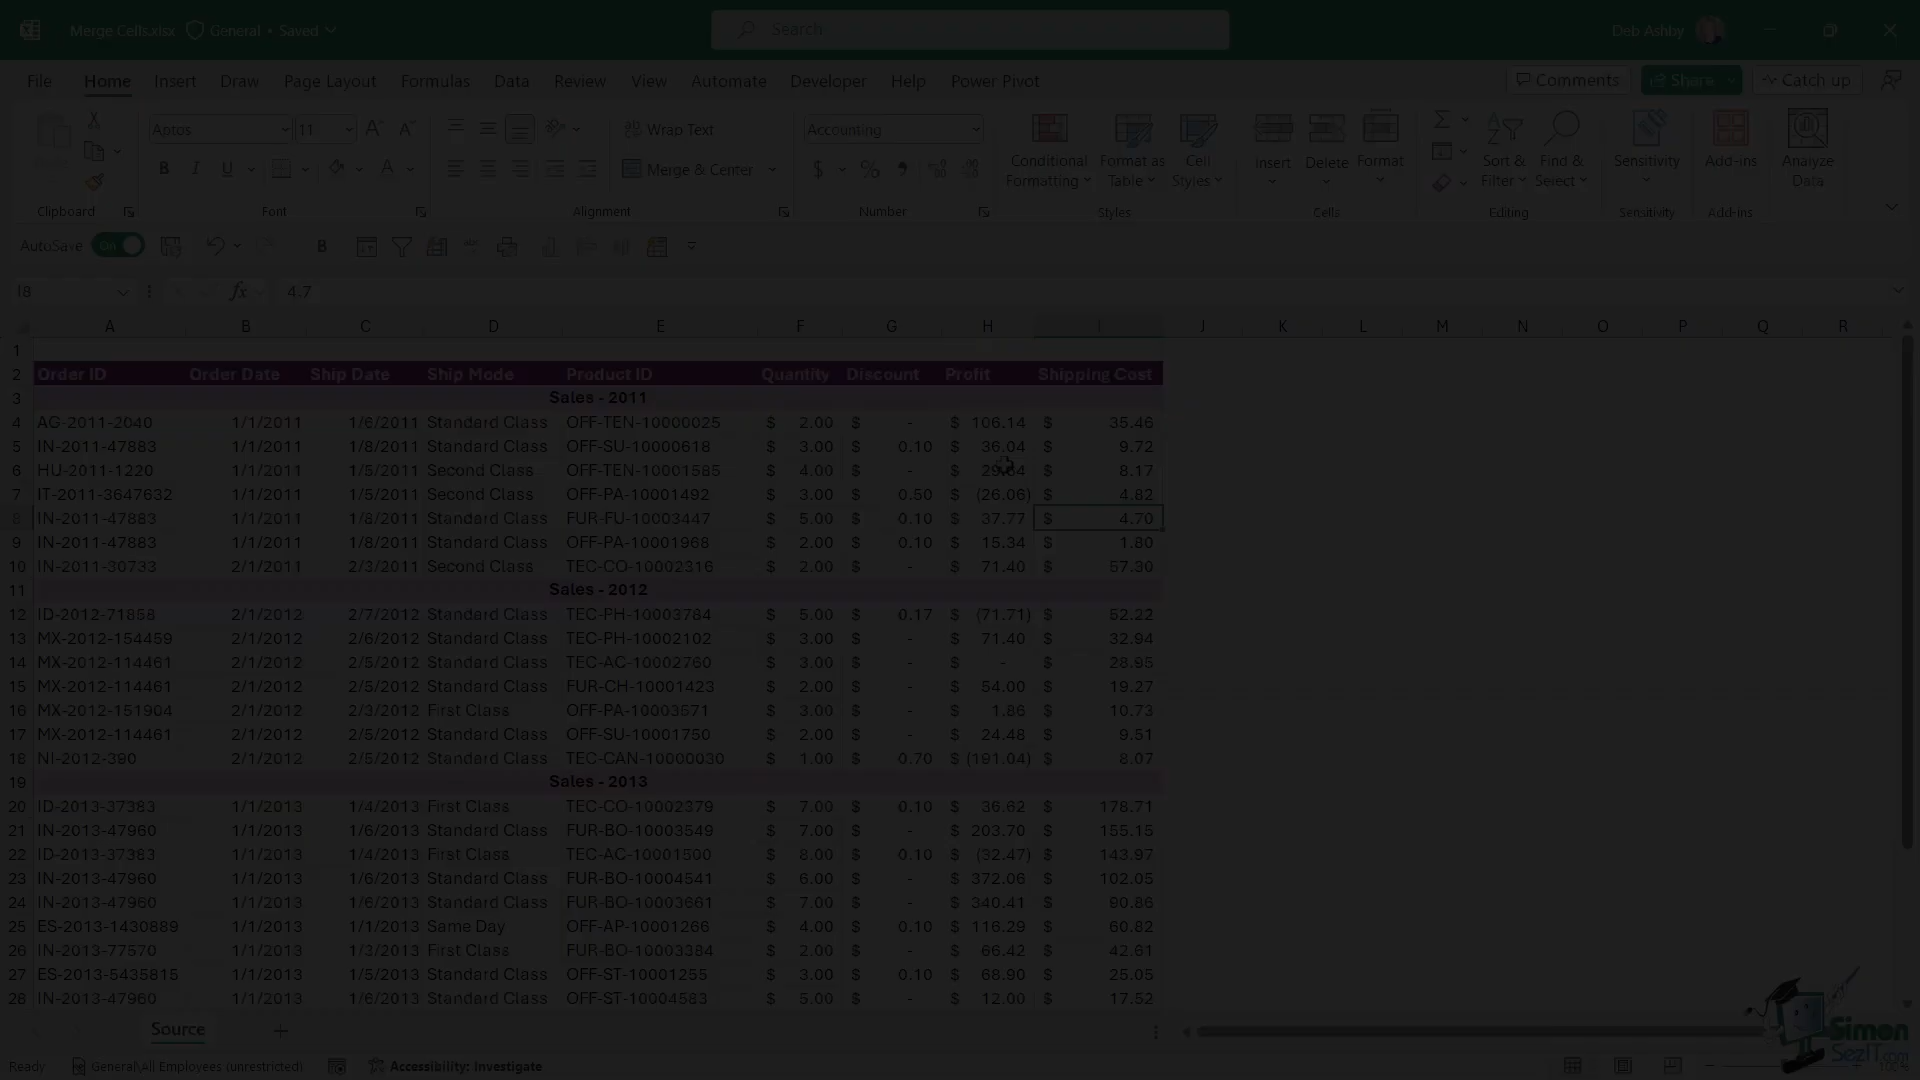 Merge Cells.xlsx General • Saved Search Deb Ashby
File Home Insert Draw Page Layout Formulas Data Review View Automate Developer Help Power Pivot Comments Share Catch up
Aptos 11 Wrap Text Accounting Conditional Formatting Format as Table Cell Styles Insert Delete Format Sort & Filter Find & Select Sensitivity Add-ins Analyze Data
B I U Merge & Center $ %
Clipboard Font Alignment Number Styles Cells Editing Sensitivity Add-ins
AutoSave On B
I8 fx 4.7
A B C D E F G H I J K L M N O P Q R
1
2 Order ID Order Date Ship Date Ship Mode Product ID Quantity Discount Profit Shipping Cost
3 Sales - 2011
4 AG-2011-2040 1/1/2011 1/6/2011 Standard Class OFF-TEN-10000025 $ 2.00 $ - $ 106.14 $ 35.46
5 IN-2011-47883 1/1/2011 1/8/2011 Standard Class OFF-SU-10000618 $ 3.00 $ 0.10 $ 36.04 $ 9.72
6 HU-2011-1220 1/1/2011 1/5/2011 Second Class OFF-TEN-10001585 $ 4.00 $ - $ $ 8.17
7 IT-2011-3647632 1/1/2011 1/5/2011 Second Class OFF-PA-10001492 $ 3.00 $ 0.50 $ (26.06) $ 4.82
8 IN-2011-47883 1/1/2011 1/8/2011 Standard Class FUR-FU-10003447 $ 5.00 $ 0.10 $ 37.77 $ 4.70
9 IN-2011-47883 1/1/2011 1/8/2011 Standard Class OFF-PA-10001968 $ 2.00 $ 0.10 $ 15.34 $ 1.80
10 IN-2011-30733 2/1/2011 2/3/2011 Second Class TEC-CO-10002316 $ 2.00 $ - $ 71.40 $ 57.30
11 Sales - 2012
12 ID-2012-71858 2/1/2012 2/7/2012 Standard Class TEC-PH-10003784 $ 5.00 $ 0.17 $ (71.71) $ 52.22
13 MX-2012-154459 2/1/2012 2/6/2012 Standard Class TEC-PH-10002102 $ 3.00 $ - $ 71.40 $ 32.94
14 MX-2012-114461 2/1/2012 2/5/2012 Standard Class TEC-AC-10002760 $ 3.00 $ - $ - $ 28.95
15 MX-2012-114461 2/1/2012 2/5/2012 Standard Class FUR-CH-10001423 $ 2.00 $ - $ 54.00 $ 19.27
16 MX-2012-151904 2/1/2012 2/3/2012 First Class OFF-PA-10003571 $ 3.00 $ - $ 1.86 $ 10.73
17 MX-2012-114461 2/1/2012 2/5/2012 Standard Class OFF-SU-10001750 $ 2.00 $ - $ 24.48 $ 9.51
18 NI-2012-390 2/1/2012 2/5/2012 Standard Class TEC-CAN-10000030 $ 1.00 $ 0.70 $ (191.04) $ 8.07
19 Sales - 2013
20 ID-2013-37383 1/1/2013 1/4/2013 First Class TEC-CO-10002379 $ 7.00 $ 0.10 $ 36.62 $ 178.71
21 IN-2013-47960 1/1/2013 1/6/2013 Standard Class FUR-BO-10003549 $ 7.00 $ - $ 203.70 $ 155.15
22 ID-2013-37383 1/1/2013 1/4/2013 First Class TEC-AC-10001500 $ 8.00 $ 0.10 $ (32.47) $ 143.97
23 IN-2013-47960 1/1/2013 1/6/2013 Standard Class FUR-BO-10004541 $ 6.00 $ - $ 372.06 $ 102.05
24 IN-2013-47960 1/1/2013 1/6/2013 Standard Class FUR-BO-10003661 $ 7.00 $ - $ 340.41 $ 90.86
25 ES-2013-1430889 1/1/2013 1/1/2013 Same Day OFF-AP-10001266 $ 4.00 $ 0.10 $ 116.29 $ 60.82
26 IN-2013-77570 1/1/2013 1/3/2013 First Class FUR-BO-10003384 $ 2.00 $ - $ 66.42 $ 42.61
27 ES-2013-5435815 1/1/2013 1/5/2013 Standard Class OFF-ST-10001255 $ 3.00 $ 0.10 $ 68.90 $ 25.05
28 IN-2013-47960 1/1/2013 1/6/2013 Standard Class OFF-ST-10004583 $ 5.00 $ - $ 12.00 $ 17.52
Source
Simon
SezIT.com
Ready General\All Employees (unrestricted) Accessibility: Investigate